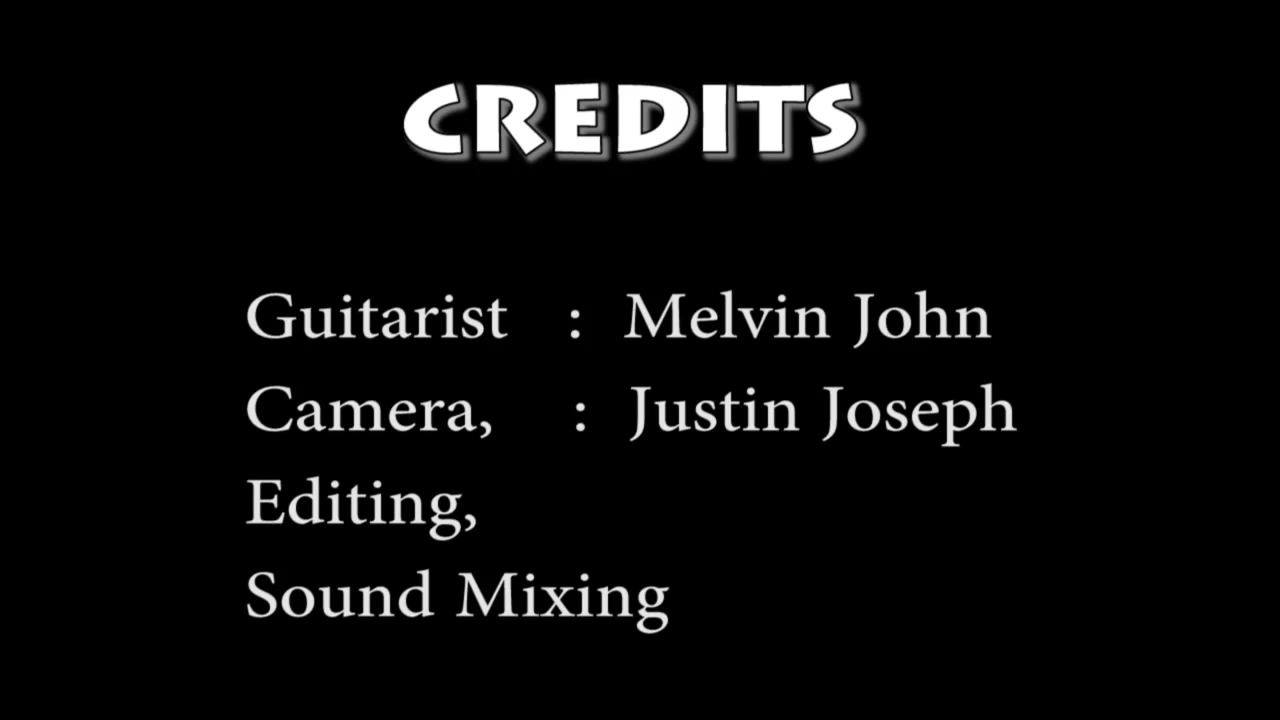 CREDITS
Guitarist : Melvin John
Camera, : Justin Joseph
Editing,
Sound Mixing